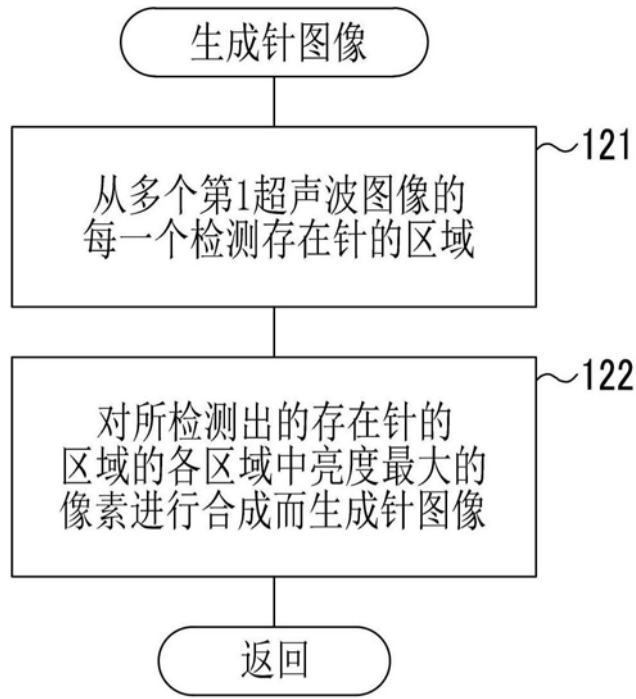 生成针图像
121
从多个第1超声波图像的
每一个检测存在针的区域
122
对所检测出的存在针的
区域的各区域中亮度最大的
像素进行合成而生成针图像
返回